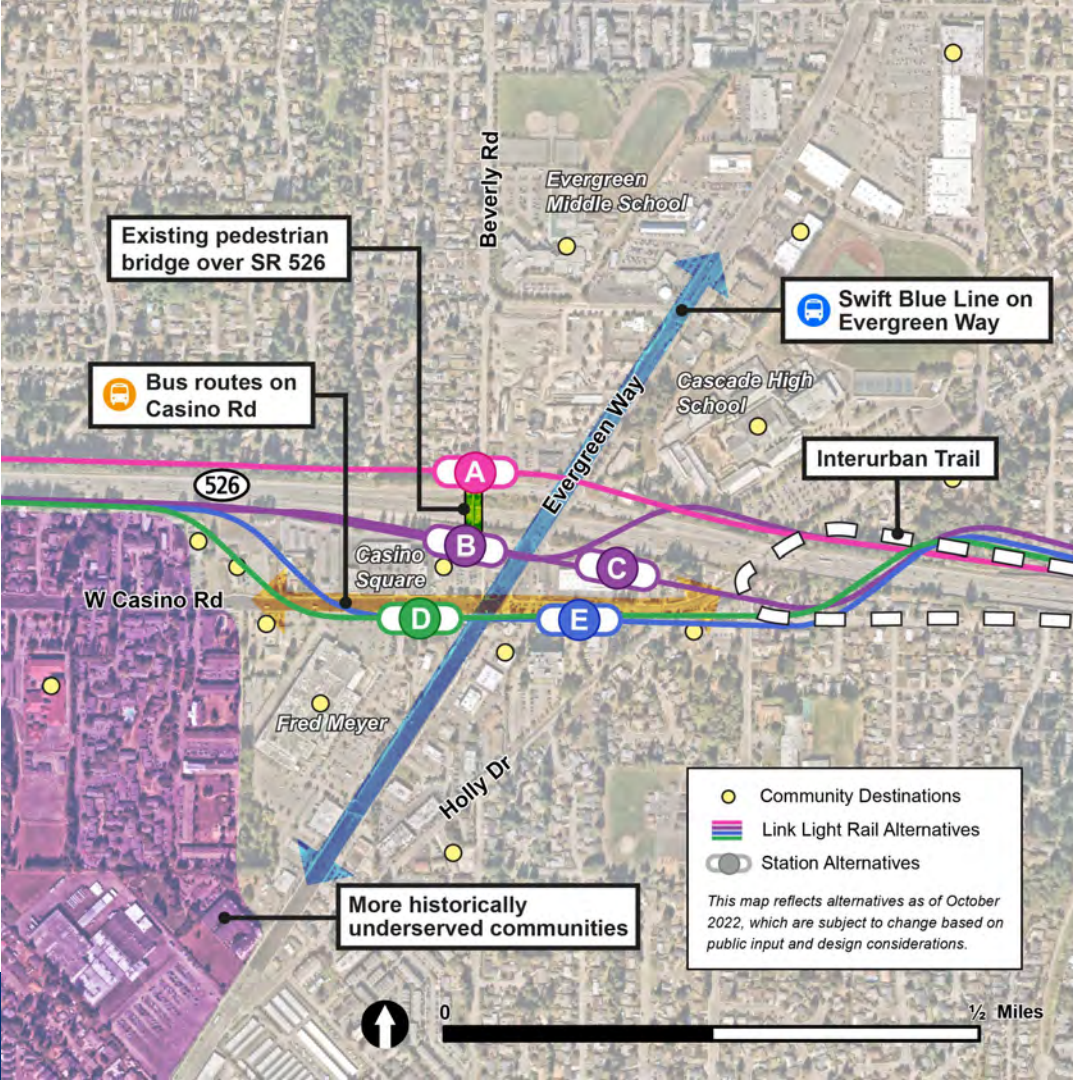 Beverly Rd
Evergreen
Middle School
Existing pedestrian
bridge over SR 526
Swift Blue Line on
Evergreen Way
Bus routes on
Casino Rd
Cascade High
School
Evergreen Way
Interurban Trail
A
526
B
Casino
Square
C
W Casino Rd
D
E
Fred Meyer
Holly Dr
Community Destinations
Link Light Rail Alternatives
Station Alternatives
This map reflects alternatives as of October
2022, which are subject to change based on
public input and design considerations.
More historically
underserved communities
0
½ Miles